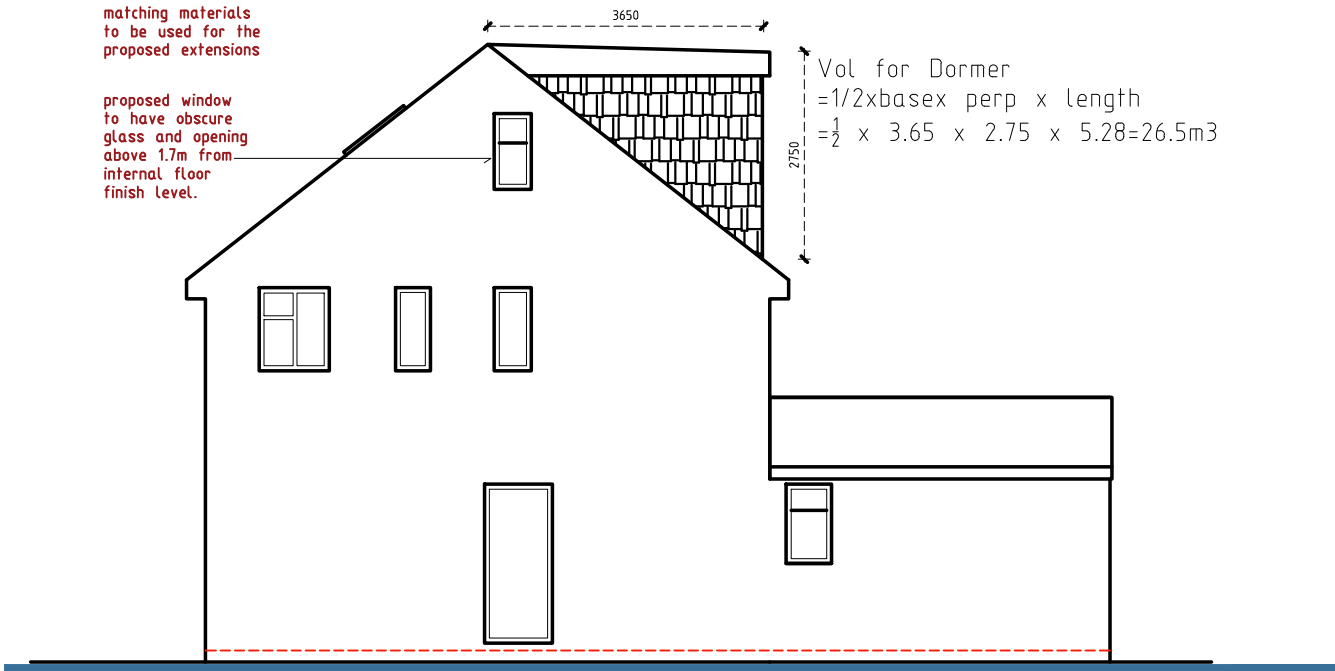 matching materials
to be used for the
proposed extensions
proposed window
to have obscure
glass and opening
above 1.7m from
internal floor
finish level.
3650
2750
Vol for Dormer
=1/2xbasex perp x length
=½ x 3.65 x 2.75 x 5.28=26.5m3